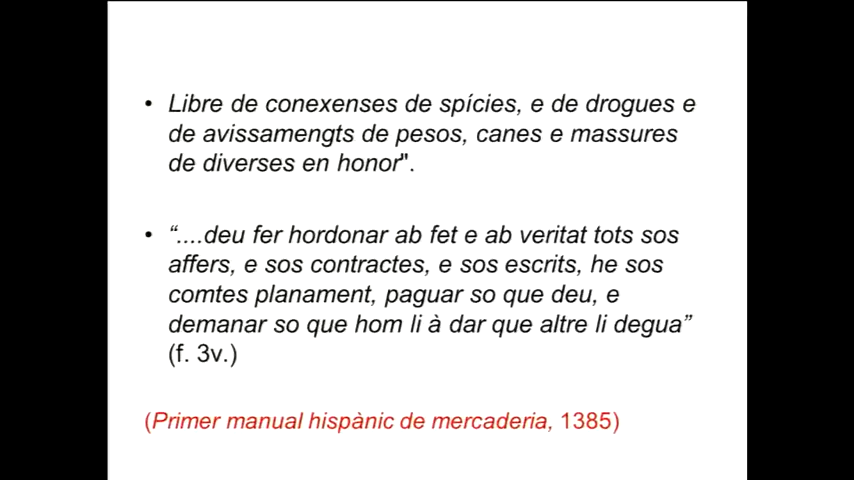 • Libre de conexenses de spícies, e de drogues e
de avissamengts de pesos, canes e massures
de diverses en honor".
• “....deu fer hordonar ab fet e ab veritat tots sos
affers, e sos contractes, e sos escrits, he sos
comtes planament, paguar so que deu, e
demanar so que hom li à dar que altre li degua”
(f. 3v.)
(Primer manual hispànic de mercaderia, 1385)